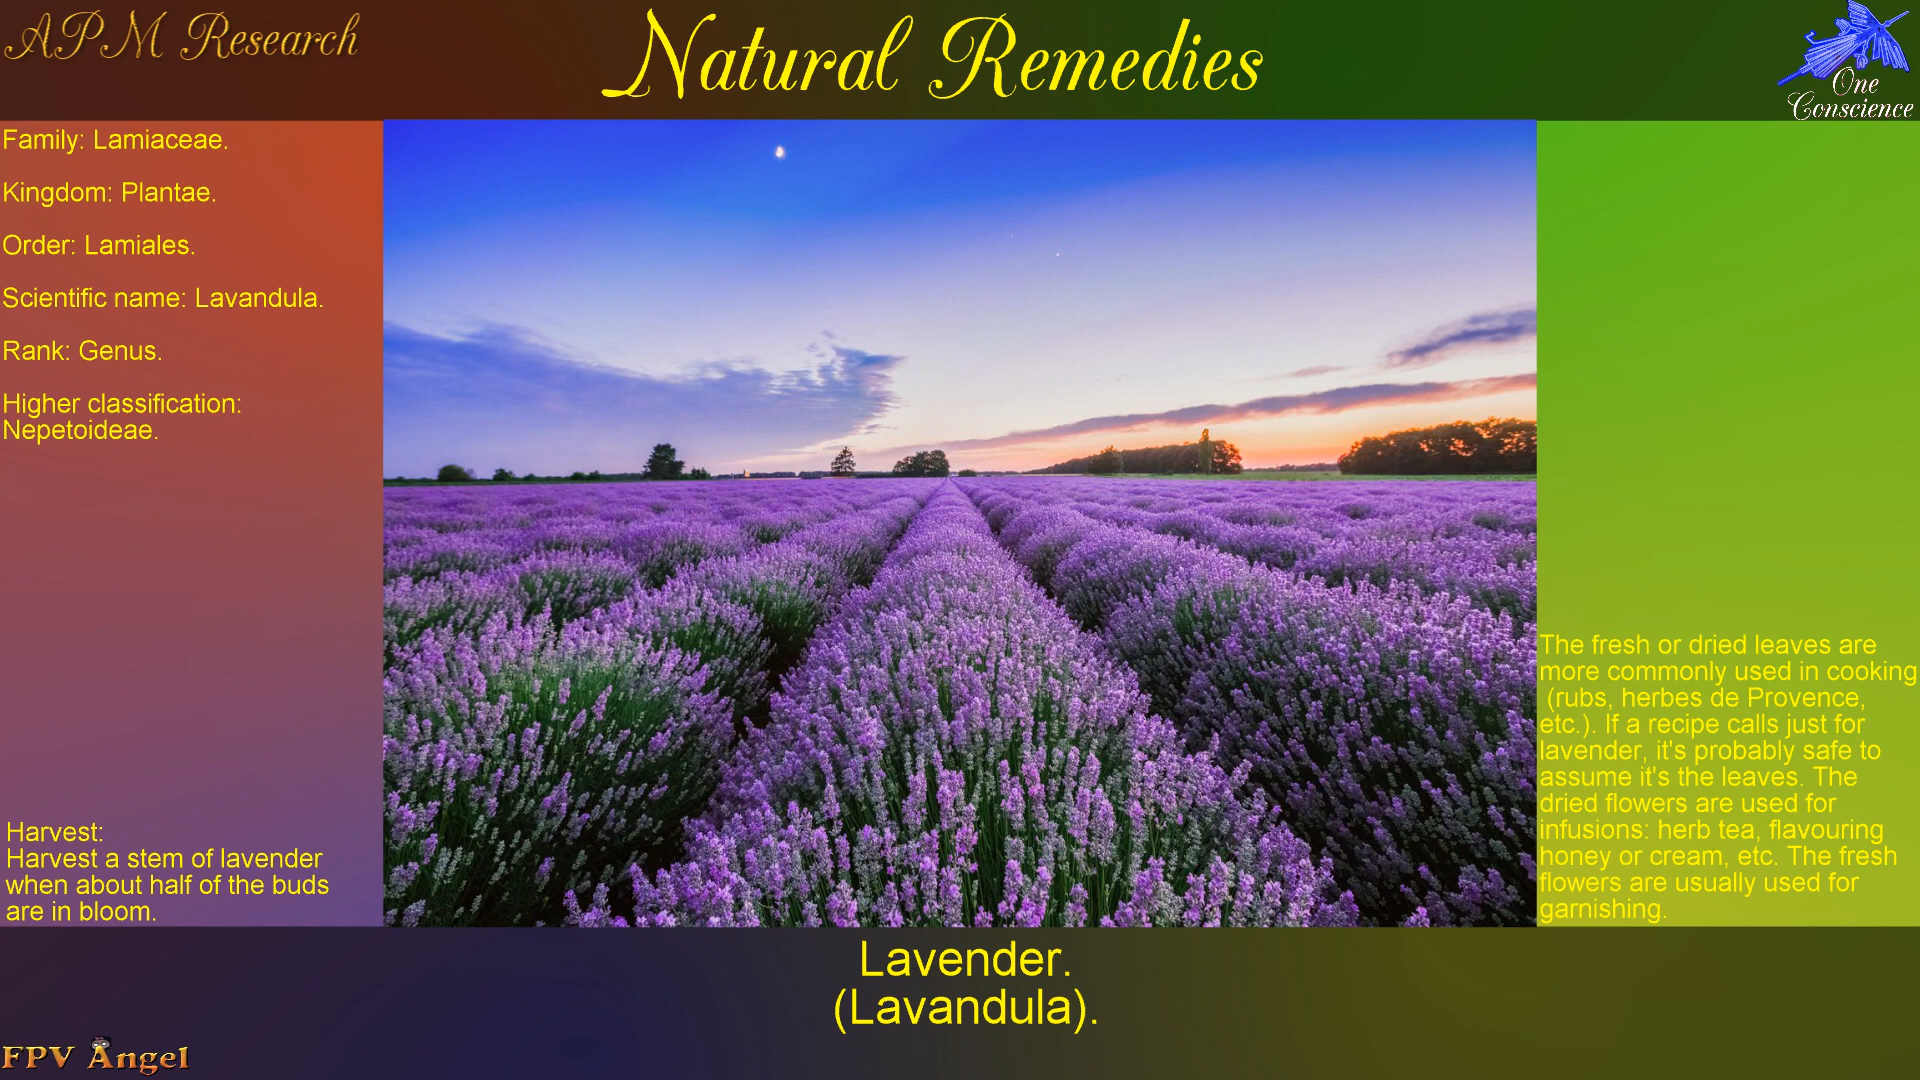 APM Research
Natural Remedies
One
Conscience
Family: Lamiaceae.
Kingdom: Plantae.
Order: Lamiales.
Scientific name: Lavandula.
Rank: Genus.
Higher classification:
Nepetoideae.
Harvest:
Harvest a stem of lavender
when about half of the buds
are in bloom.
The fresh or dried leaves are
more commonly used in cooking
(rubs, herbes de Provence,
etc.). If a recipe calls just for
lavender, it's probably safe to
assume it's the leaves. The
dried flowers are used for
infusions: herb tea, flavouring
honey or cream, etc. The fresh
flowers are usually used for
garnishing.
Lavender.
(Lavandula).
FPV Angel